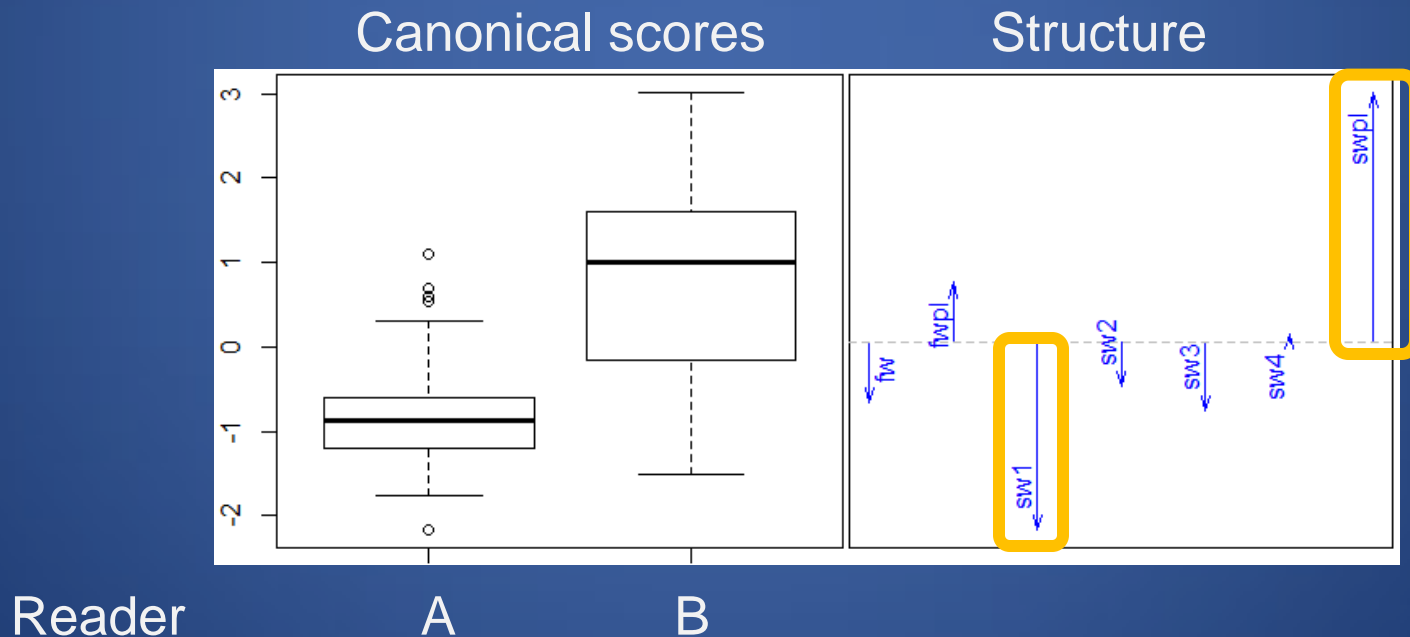 Canonical scores
Structure
3
2
1
0
-1
-2
fw
fwpl
sw1
sw2
sw3
sw4
swpl
Reader A B